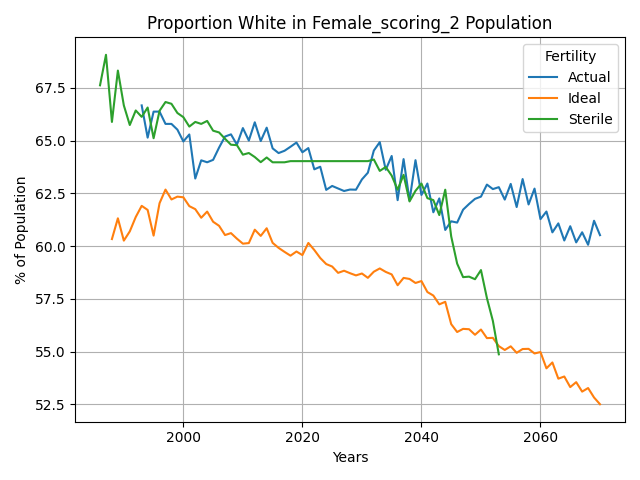 Proportion White in Female_scoring_2 Population
Fertility
Actual
Ideal
Sterile
% of Population
67.5
65.0
62.5
60.0
57.5
55.0
52.5
2000
2020
2040
2060
Years